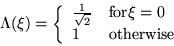 Λ(ξ) = { 1/√2 for ξ = 0
1 otherwise